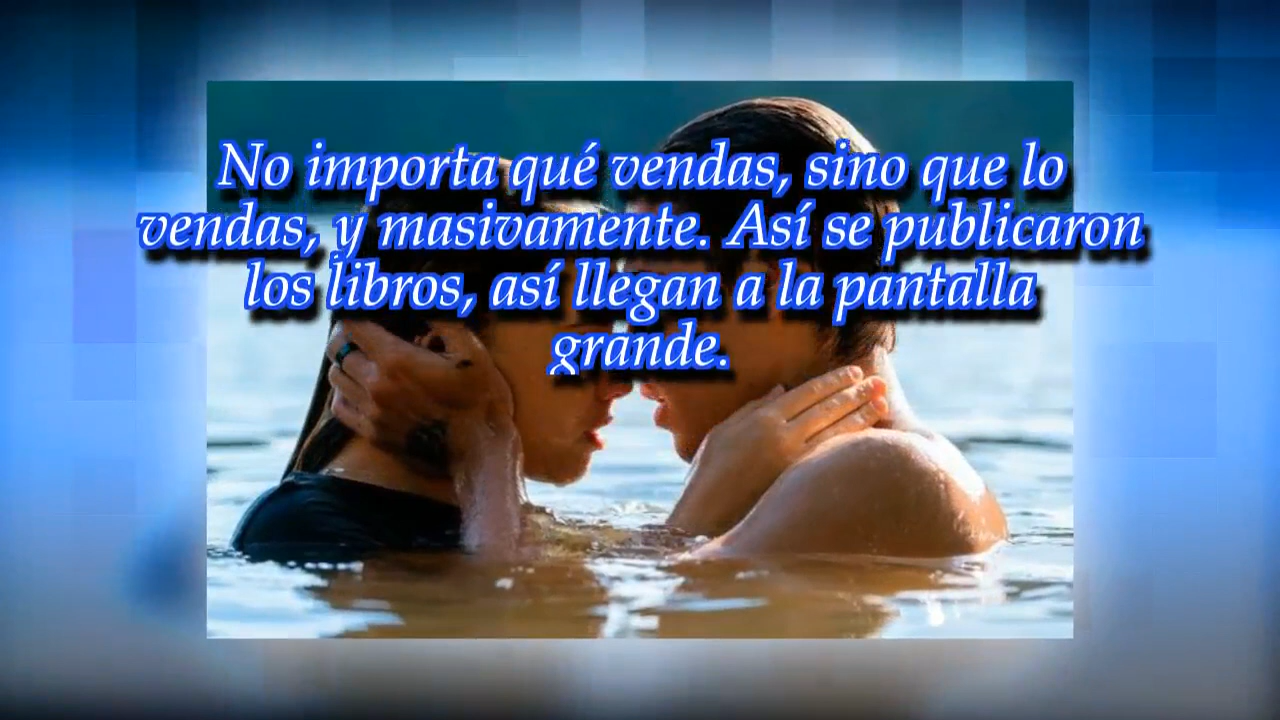 No importa qué vendas, sino que lo
vendas, y masivamente. Así se publicaron
los libros, así llegan a la pantalla
grande.